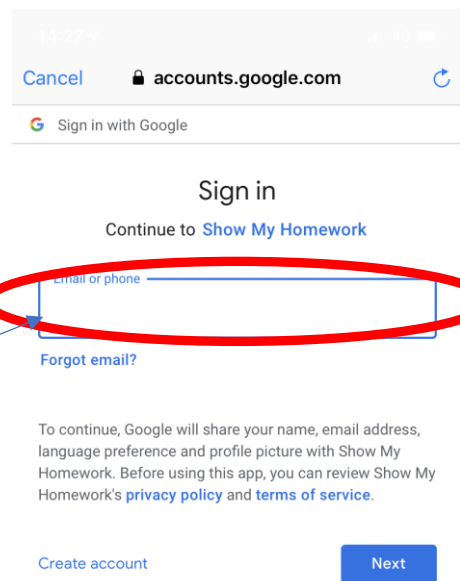 14:27
Cancel accounts.google.com
Sign in with Google
Sign in
Continue to Show My Homework
Email or phone
Forgot email?
To continue, Google will share your name, email address,
language preference and profile picture with Show My
Homework. Before using this app, you can review Show My
Homework's privacy policy and terms of service.
Create account Next